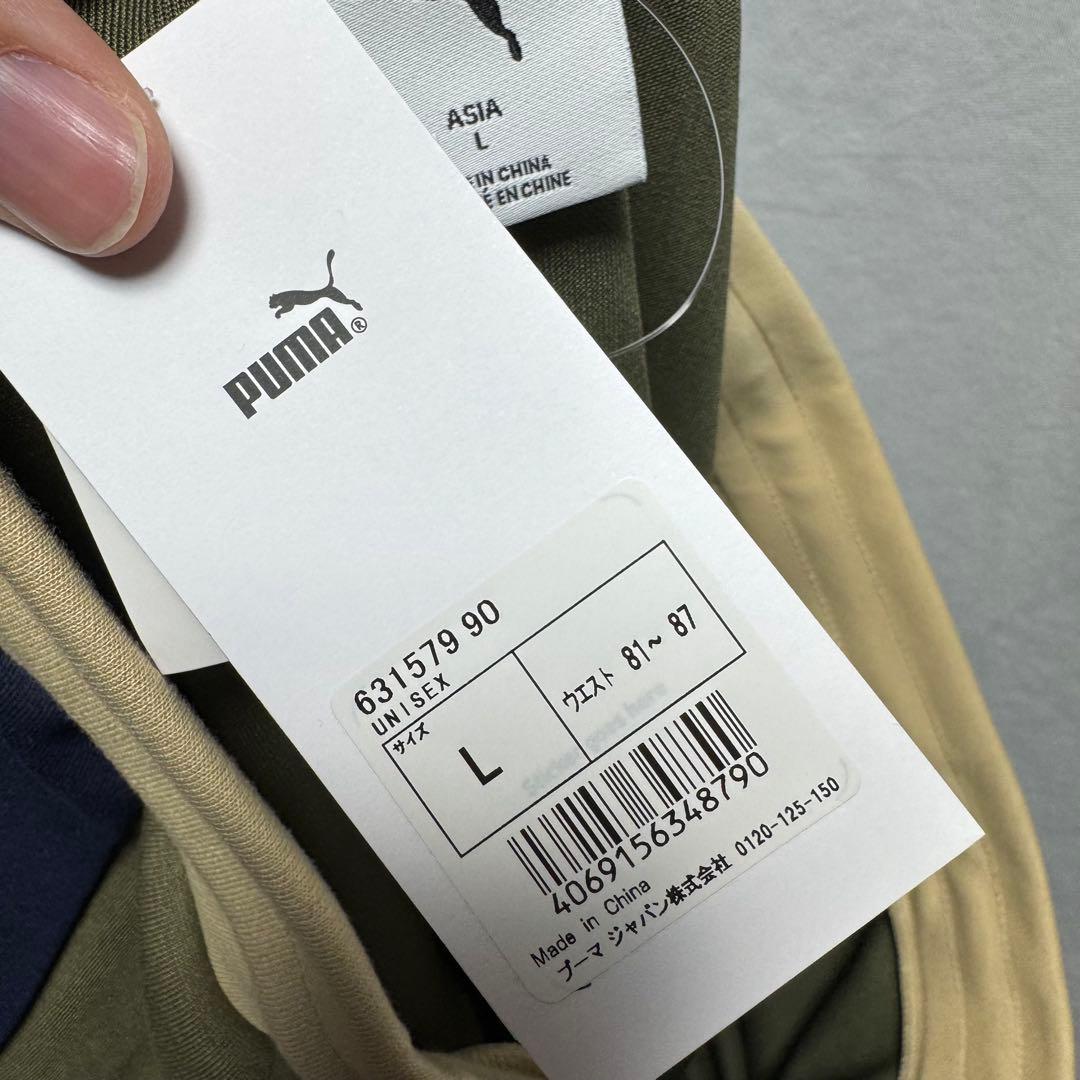 ASIA
L
IN CHINA
EN CHINE
PUMA®
631579 90
UNISEX
サイズ
L
ウエスト 81~ 87
4069156348790
Made in China
プーマ ジャパン株式会社 0120-125-150